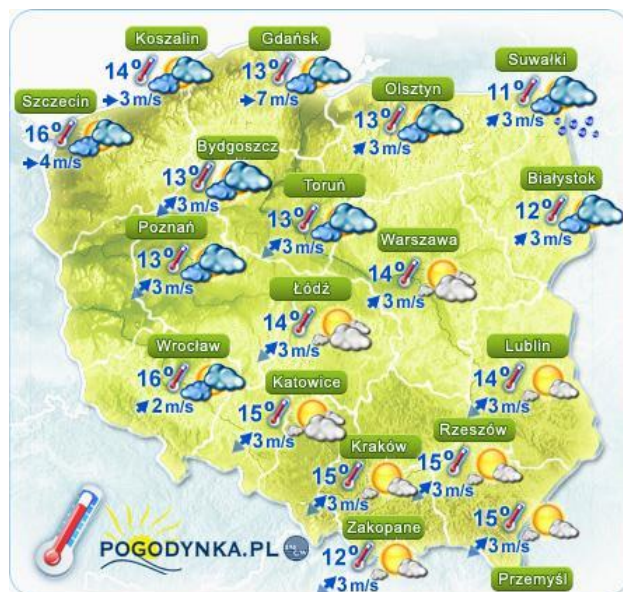 Koszalin
14°
3 m/s
Gdańsk
13°
7 m/s
Suwałki
11°
3 m/s
Szczecin
16°
4 m/s
Olsztyn
13°
3 m/s
Bydgoszcz
13°
3 m/s
Toruń
13°
3 m/s
Białystok
12°
3 m/s
Poznań
13°
3 m/s
Warszawa
14°
3 m/s
Łódź
14°
3 m/s
Wrocław
16°
2 m/s
Katowice
15°
3 m/s
Lublin
14°
3 m/s
Kraków
15°
3 m/s
Rzeszów
15°
3 m/s
Zakopane
12°
3 m/s
15°
3 m/s
Przemyśl
POGODYNKA.PL